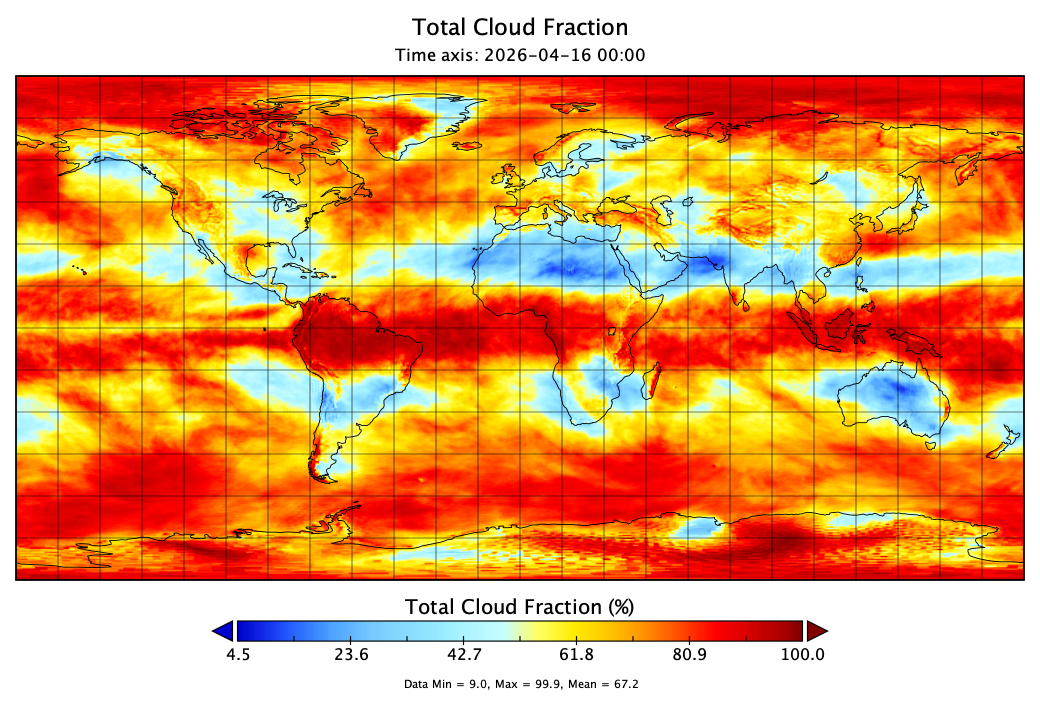 Total Cloud Fraction
Time axis: 2026-04-16 00:00
Total Cloud Fraction (%)
4.5 23.6 42.7 61.8 80.9 100.0
Data Min = 9.0, Max = 99.9, Mean = 67.2